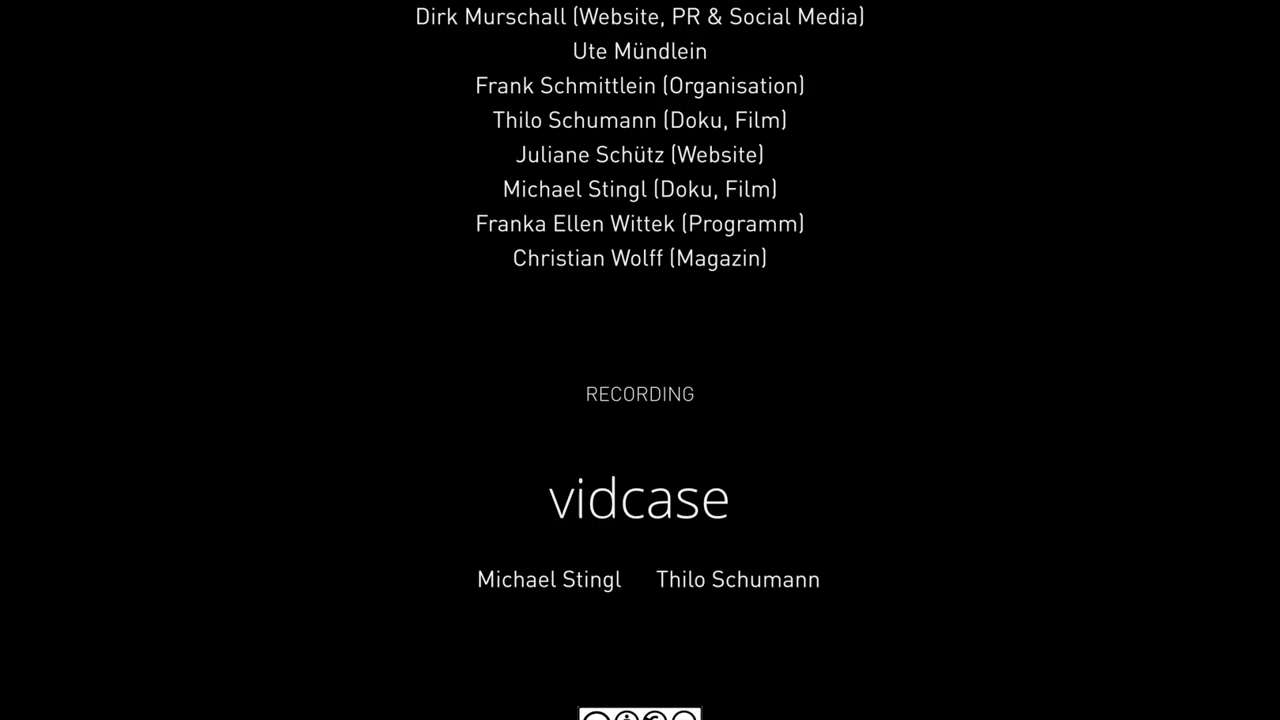 Dirk Murschall (Website, PR & Social Media)
Ute Mündlein
Frank Schmittlein (Organisation)
Thilo Schumann (Doku, Film)
Juliane Schütz (Website)
Michael Stingl (Doku, Film)
Franka Ellen Wittek (Programm)
Christian Wolff (Magazin)
RECORDING
vidcase
Michael Stingl Thilo Schumann